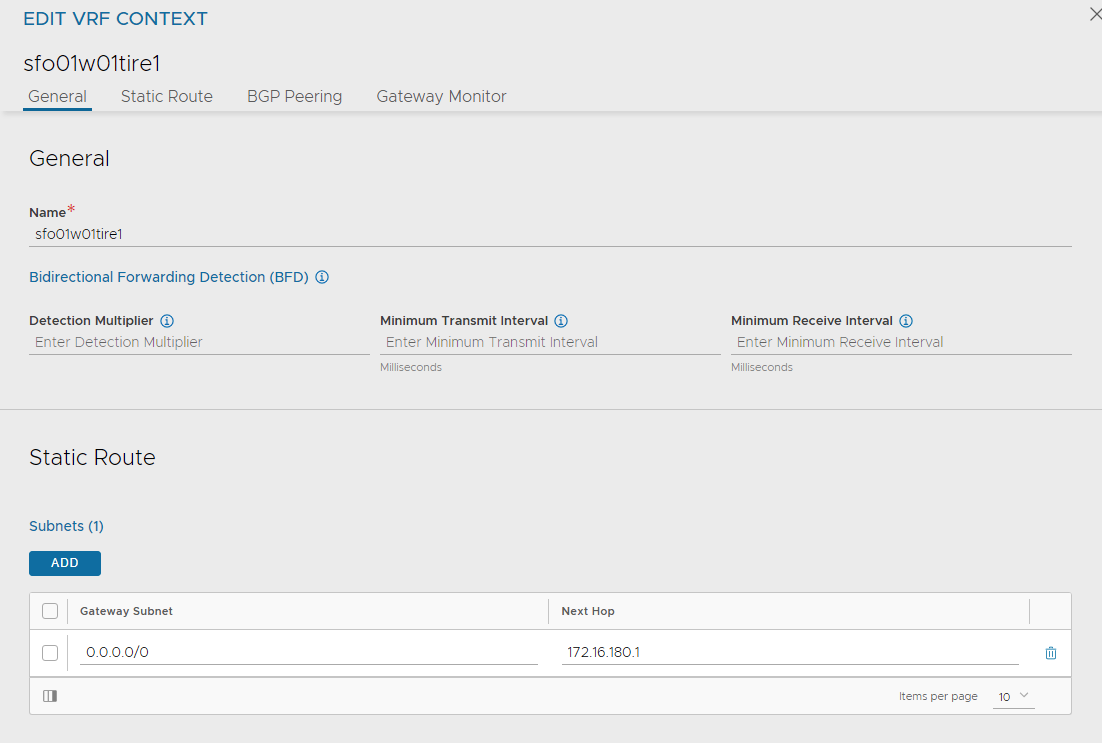 EDIT VRF CONTEXT
sfo01w01tire1
General Static Route BGP Peering Gateway Monitor
General
Name*
sfo01w01tire1
Bidirectional Forwarding Detection (BFD)
Detection Multiplier Minimum Transmit Interval Minimum Receive Interval
Enter Detection Multiplier Enter Minimum Transmit Interval Enter Minimum Receive Interval
Milliseconds Milliseconds
Static Route
Subnets (1)
ADD
Gateway Subnet Next Hop
0.0.0.0/0 172.16.180.1
Items per page 10